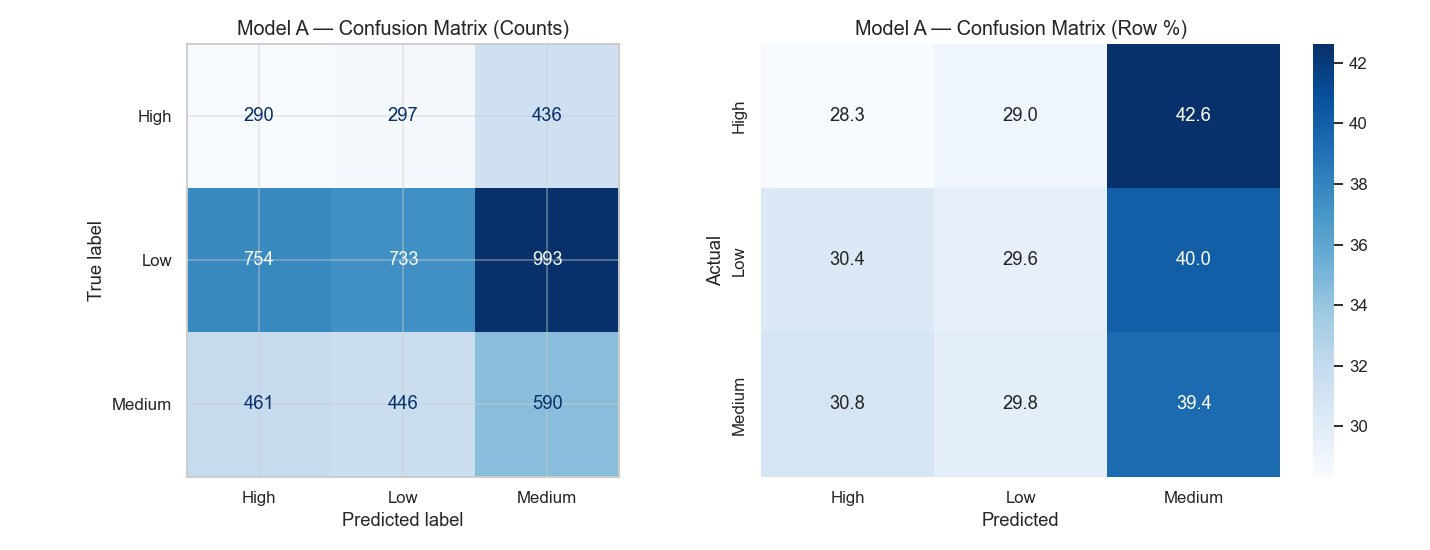 Model A — Confusion Matrix (Counts)
High 290 297 436
Low 754 733 993
Medium 461 446 590
High Low Medium
Predicted label
True label
Model A — Confusion Matrix (Row %)
High 28.3 29.0 42.6
Low 30.4 29.6 40.0
Medium 30.8 29.8 39.4
High Low Medium
Predicted
Actual
42
40
38
36
34
32
30